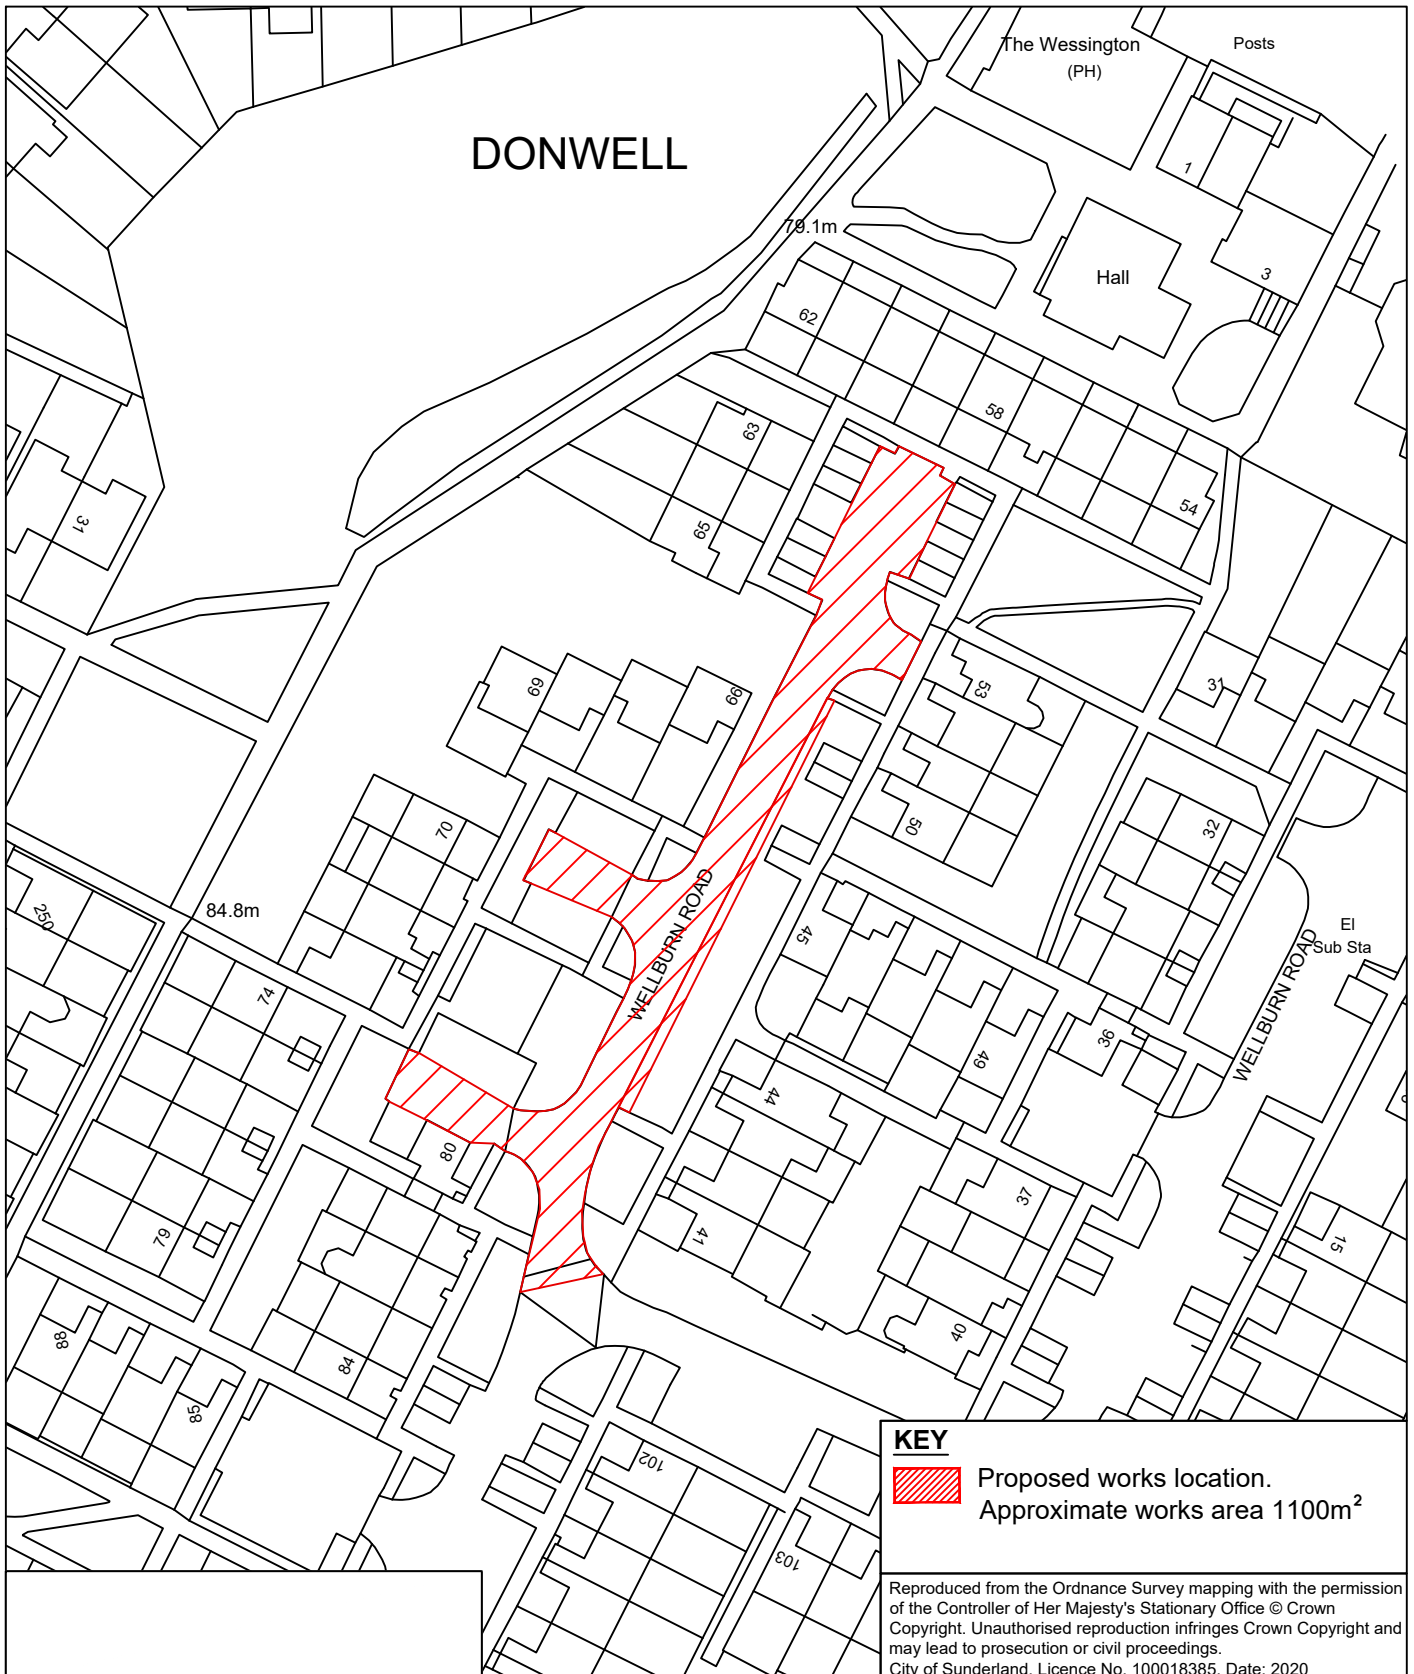 The Wessington
(PH)
Posts
DONWELL
1
79.1m
Hall
3
62
58
63
54
65
31
53
31
69
66
70
50
32
250
84.8m
45
WELLBURN ROAD
El
Sub Sta
WELLBURN ROAD
74
49
36
44
80
37
79
41
15
88
84
40
85
102
103
KEY
Proposed works location.
Approximate works area 1100m²
Reproduced from the Ordnance Survey mapping with the permission
of the Controller of Her Majesty's Stationary Office © Crown
Copyright. Unauthorised reproduction infringes Crown Copyright and
may lead to prosecution or civil proceedings.
City of Sunderland. Licence No. 100018385. Date: 2020